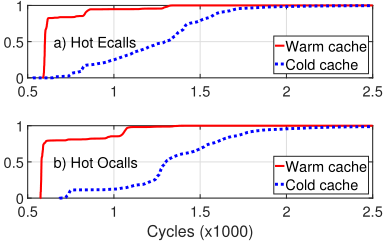 1
0.5
0
a) Hot Ecalls
Warm cache
Cold cache
0.5
1
1.5
2
2.5
1
0.5
0
b) Hot Ocalls
Warm cache
Cold cache
0.5
1
1.5
2
2.5
Cycles (x1000)